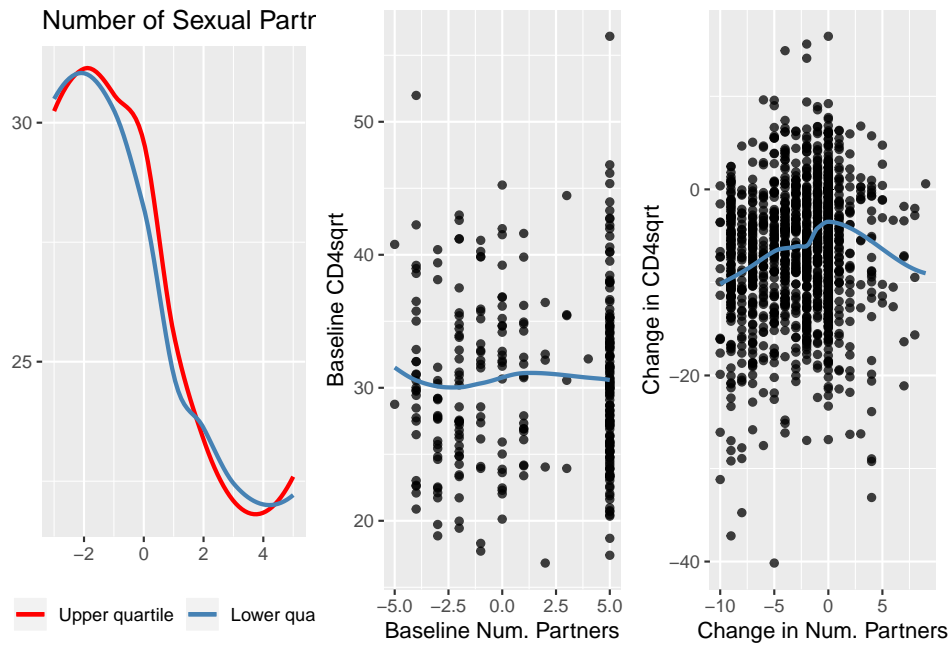 Number of Sexual Partr
30
25
−2 0 2 4
Upper quartile Lower qua
Baseline CD4sqrt
50
40
30
20
−5.0 −2.5 0.0 2.5 5.0
Baseline Num. Partners
Change in CD4sqrt
0
−20
−40
−10 −5 0 5
Change in Num. Partners